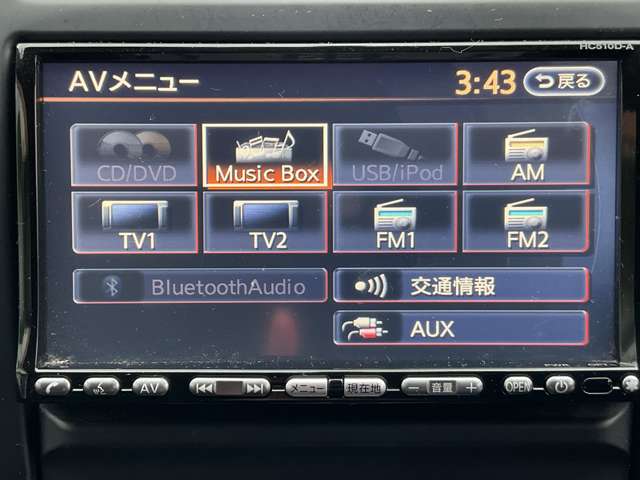 HC510D-A
AVメニュー 3:43 戻る
CD/DVD Music Box USB/iPod AM
TV1 TV2 FM1 FM2
BluetoothAudio 交通情報
AUX
AV メニュー 現在地 − 音量 + OPEN